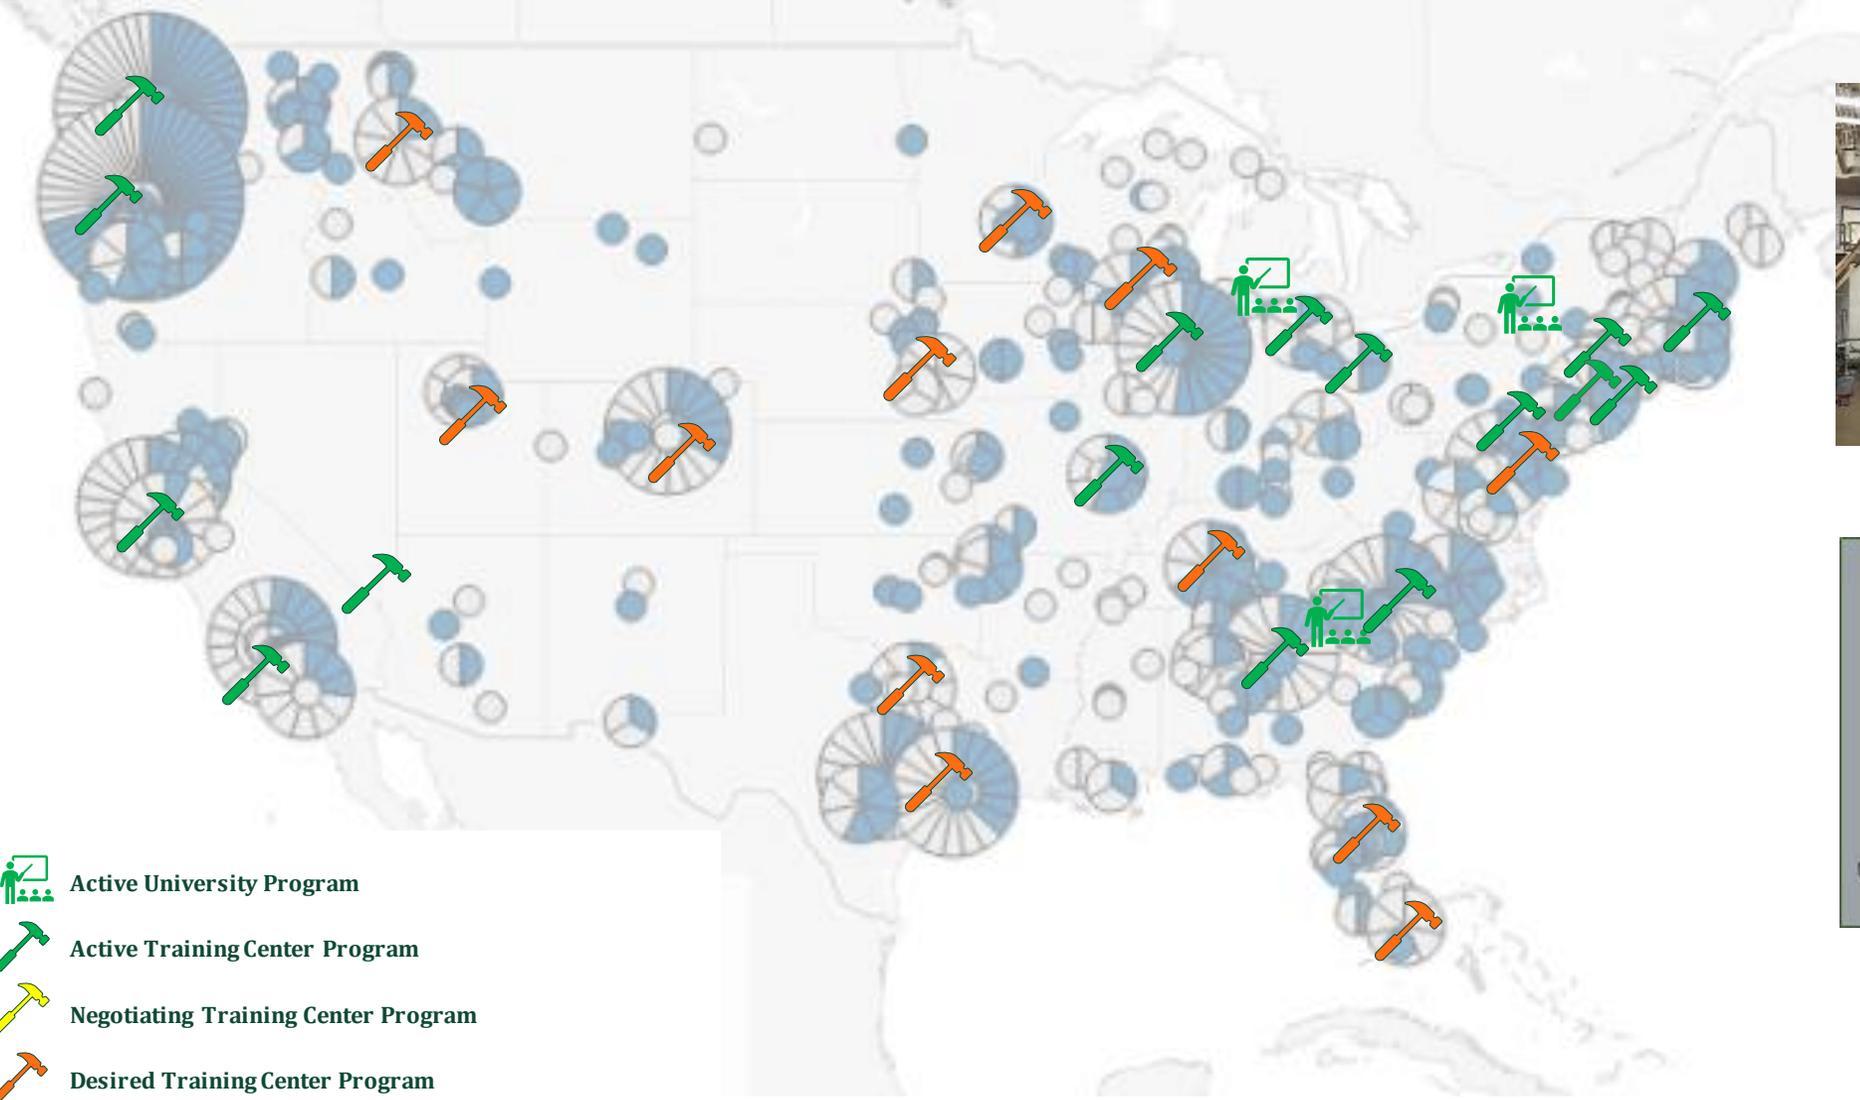 Active University Program
Active Training Center Program
Negotiating Training Center Program
Desired Training Center Program